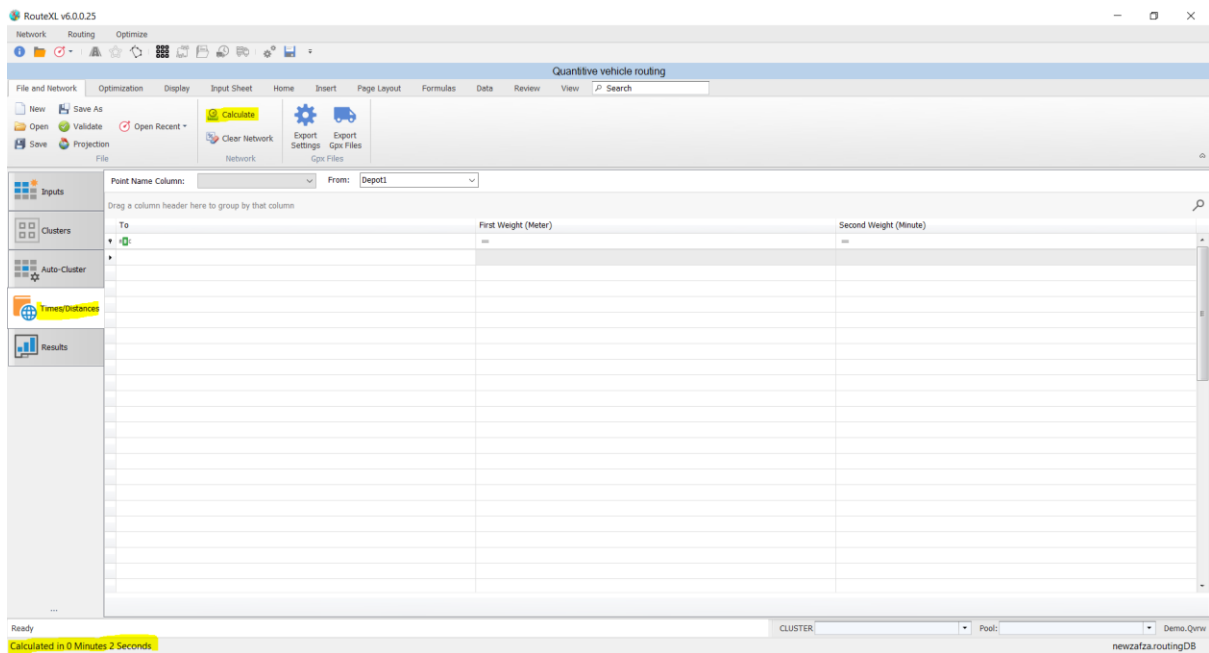 RouteXL v6.0.0.25
Network Routing Optimize
Quantitive vehicle routing
File and Network Optimization Display Input Sheet Home Insert Page Layout Formulas Data Review View Search
New Save As Calculate
Open Validate Open Recent Clear Network Export Settings Export Gpx Files
Save Projection
File Network Gpx Files
Inputs
Clusters
Auto-Cluster
Times/Distances
Results
...
Point Name Column: From: Depot1
Drag a column header here to group by that column
To First Weight (Meter) Second Weight (Minute)
Ready CLUSTER Pool: Demo.Qvrw
Calculated in 0 Minutes 2 Seconds newzafza.routingDB